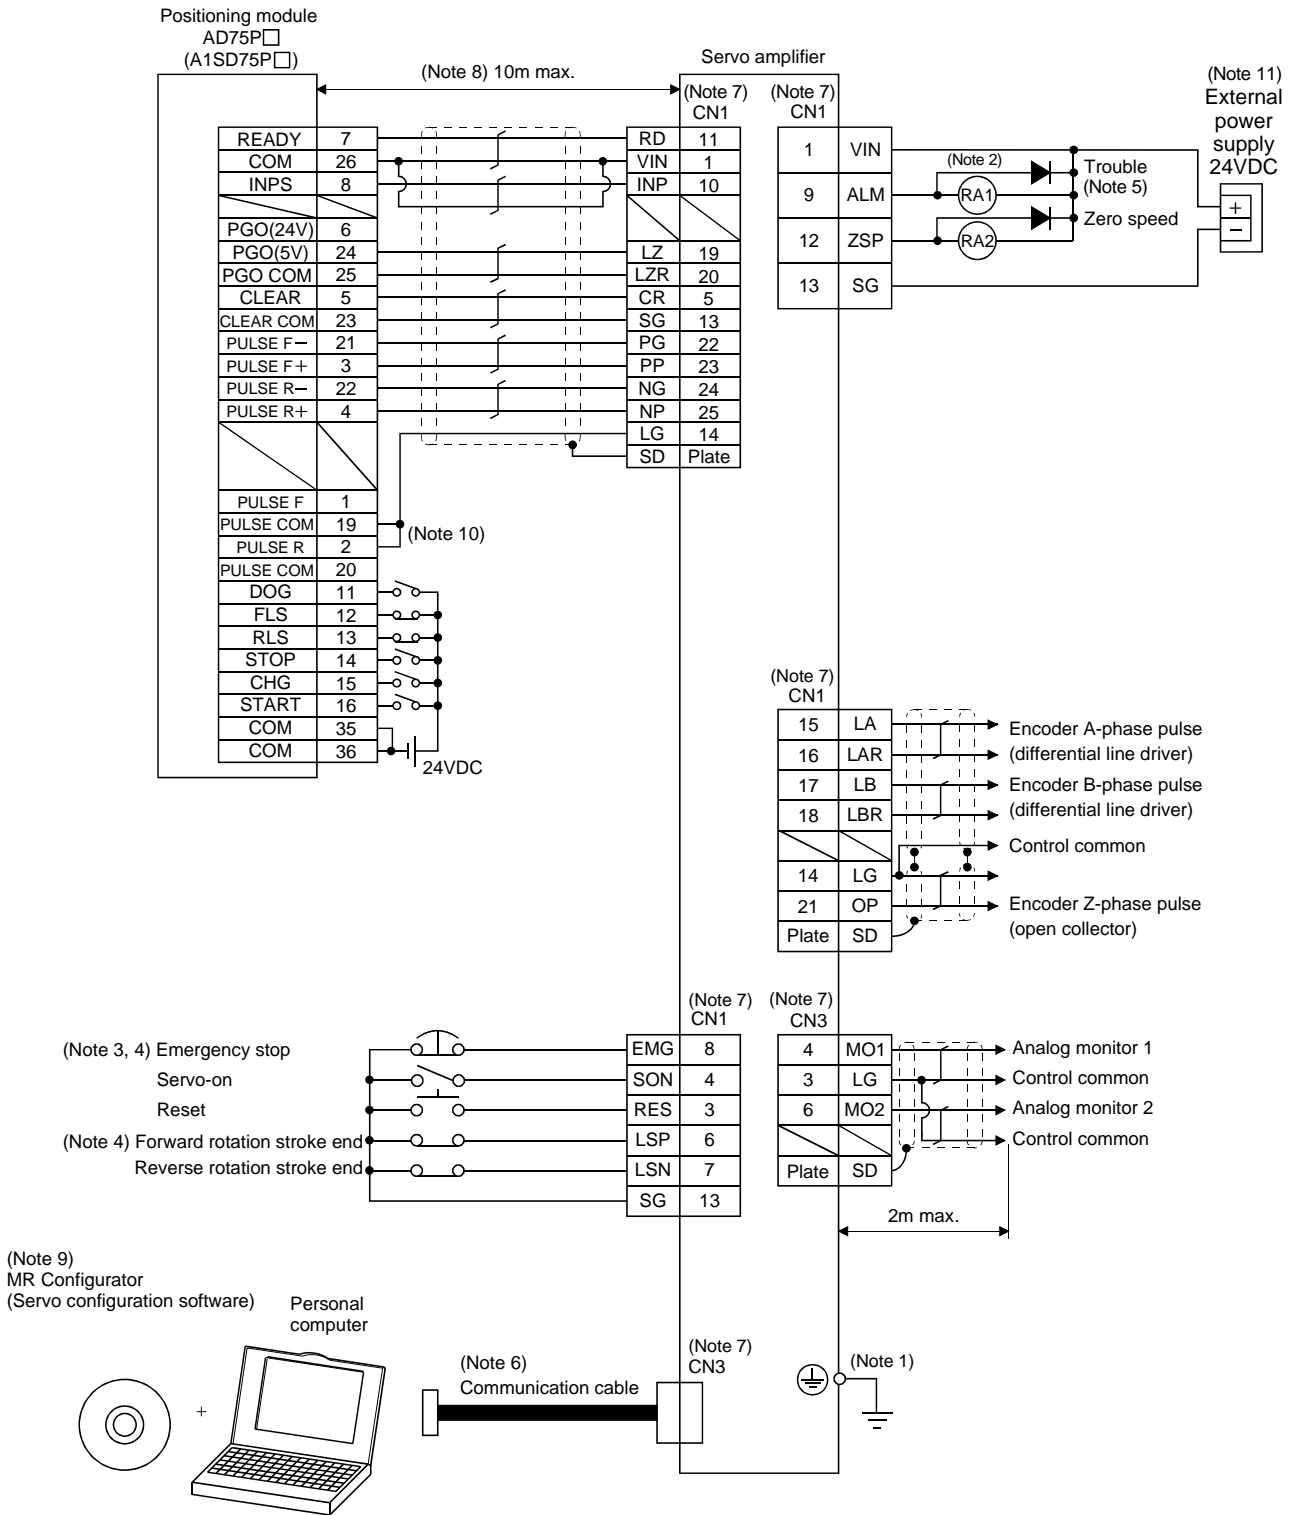 Positioning module
AD75P□
(A1SD75P□)
(Note 8) 10m max.
Servo amplifier
(Note 7)
CN1
READY 7
COM 26
INPS 8
PGO(24V) 6
PGO(5V) 24
PGO COM 25
CLEAR 5
CLEAR COM 23
PULSE F− 21
PULSE F+ 3
PULSE R− 22
PULSE R+ 4
PULSE F 1
PULSE COM 19
PULSE R 2
PULSE COM 20
DOG 11
FLS 12
RLS 13
STOP 14
CHG 15
START 16
COM 35
COM 36
(Note 10)
24VDC
RD 11
VIN 1
INP 10
LZ 19
LZR 20
CR 5
SG 13
PG 22
PP 23
NG 24
NP 25
LG 14
SD Plate
(Note 7)
CN1
1 VIN
9 ALM
12 ZSP
13 SG
(Note 2)
RA1
RA2
Trouble
(Note 5)
Zero speed
(Note 11)
External
power
supply
24VDC
+
−
(Note 7)
CN1
15 LA
16 LAR
17 LB
18 LBR
14 LG
21 OP
Plate SD
Encoder A-phase pulse
(differential line driver)
Encoder B-phase pulse
(differential line driver)
Control common
Encoder Z-phase pulse
(open collector)
(Note 3, 4) Emergency stop
Servo-on
Reset
(Note 4) Forward rotation stroke end
Reverse rotation stroke end
(Note 7)
CN1
EMG 8
SON 4
RES 3
LSP 6
LSN 7
SG 13
(Note 7)
CN3
4 MO1
3 LG
6 MO2
Plate SD
Analog monitor 1
Control common
Analog monitor 2
Control common
2m max.
(Note 9)
MR Configurator
(Servo configuration software)
Personal
computer
+
(Note 6)
Communication cable
(Note 7)
CN3
(Note 1)